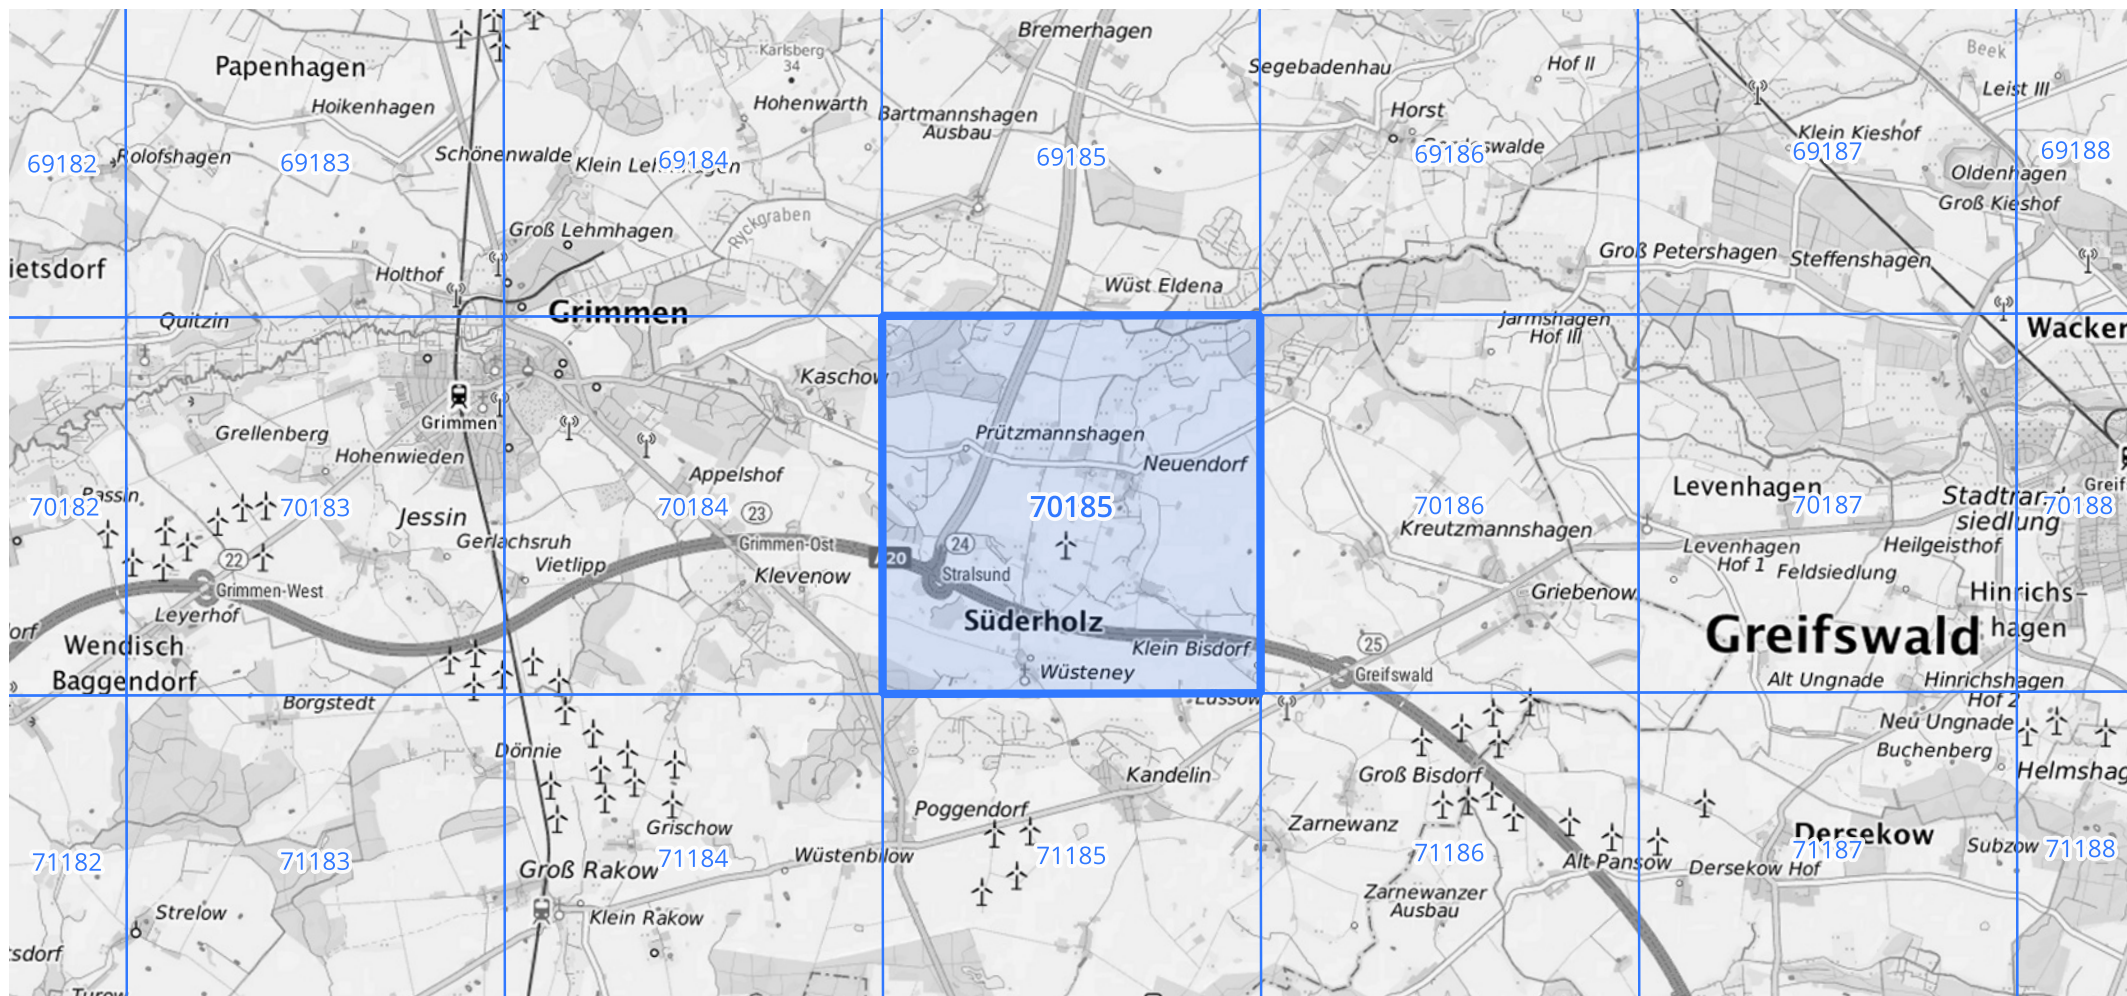 Bremerhagen
Karlsberg
34
Papenhagen
Segebadenhau
Hof II
Beek
Leist III
Hoikenhagen
Hohenwarth
Bartmannshagen
Ausbau
Horst
Klein Kieshof
69182
Rolofshagen
69183
Schönenwalde
69184
69185
69186
69187
69188
Oldenhagen
Groß Kieshof
Ryckgraben
Groß Lehmhagen
Groß Petershagen
Steffenshagen
ietsdorf
Holthof
Wüst Eldena
Quitzin
Grimmen
Jarmshagen
Hof III
Wacker
Kaschow
Grimmen
Grellenberg
Prützmannshagen
Hohenwieden
Neuendorf
Appelshof
Levenhagen
Greif
Passin
70182
70183
70184
70185
70186
70187
70188
Stadtrand
siedlung
Jessin
23
Kreutzmannshagen
Gerlachsruh
Grimmen-Ost
24
Levenhagen
Hof 1
Heilgeisthof
22
Vietlipp
A 20
Klevenow
Stralsund
Feldsiedlung
Grimmen-West
Griebenow
Hinrichs-
hagen
Leyerhof
Süderholz
orf
Wendisch
Baggendorf
Klein Bisdorf
25
Greifswald
Greifswald
Wüsteney
Alt Ungnade
Hinrichshagen
Hof 2
Borgstedt
Lüssow
Neu Ungnade
Dönnie
Buchenberg
Kandelin
Groß Bisdorf
Helmshag
Poggendorf
Grischow
Zarnewanz
Dersekow
71182
71183
71184
Wüstenbilow
71185
71186
71187
Subzow
71188
Groß Rakow
Alt Pansow
Dersekow Hof
Strelow
Klein Rakow
Zarnewanzer
Ausbau
sdorf
Turow